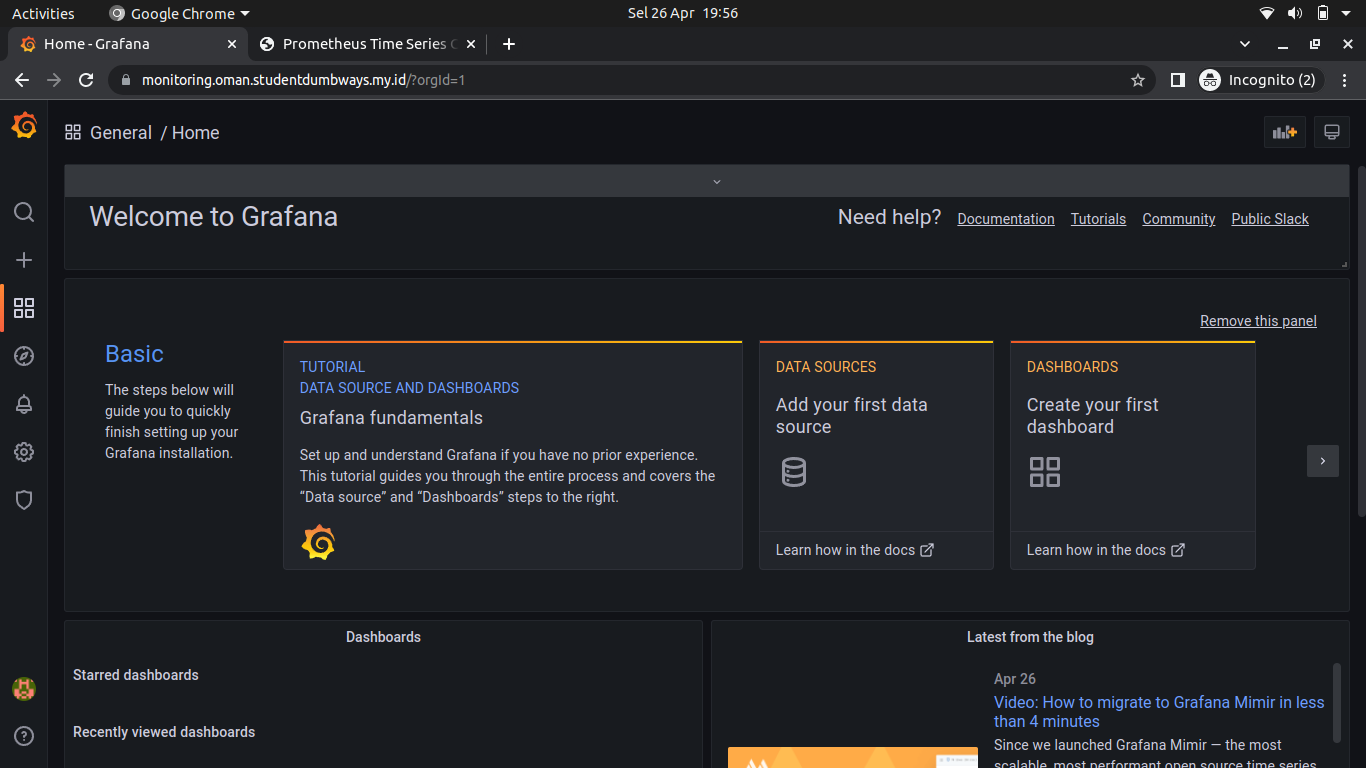 Activities
Google Chrome
Sel 26 Apr 19:56
Home - Grafana
Prometheus Time Series
monitoring.oman.studentdumbways.my.id/?orgId=1
Incognito (2)
General / Home
Welcome to Grafana
Need help?
Documentation
Tutorials
Community
Public Slack
Remove this panel
Basic
The steps below will
guide you to quickly
finish setting up your
Grafana installation.
TUTORIAL
DATA SOURCE AND DASHBOARDS
Grafana fundamentals
Set up and understand Grafana if you have no prior experience.
This tutorial guides you through the entire process and covers the
“Data source” and “Dashboards” steps to the right.
DATA SOURCES
Add your first data
source
Learn how in the docs
DASHBOARDS
Create your first
dashboard
Learn how in the docs
Dashboards
Starred dashboards
Recently viewed dashboards
Latest from the blog
Apr 26
Video: How to migrate to Grafana Mimir in less
than 4 minutes
Since we launched Grafana Mimir — the most
scalable, most performant open source time series